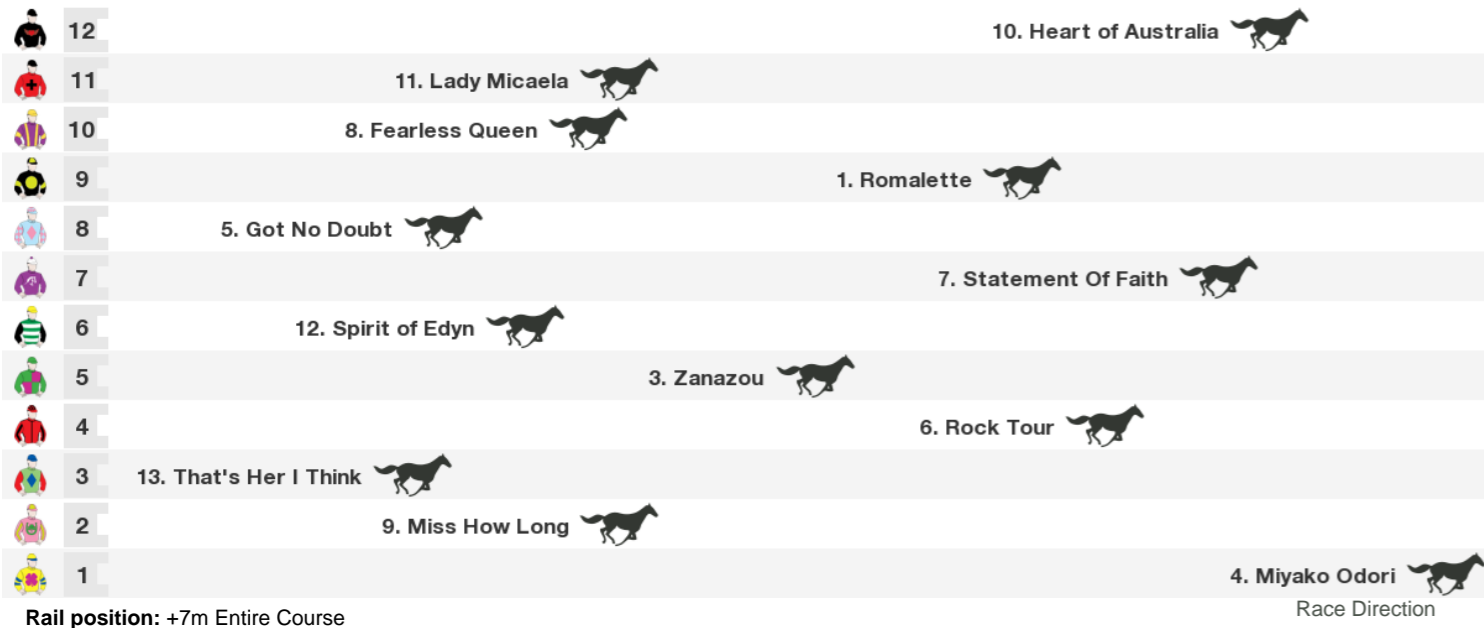 12 10. Heart of Australia
11 11. Lady Micaela
10 8. Fearless Queen
9 1. Romalette
8 5. Got No Doubt
7 7. Statement Of Faith
6 12. Spirit of Edyn
5 3. Zanazou
4 6. Rock Tour
3 13. That's Her I Think
2 9. Miss How Long
1 4. Miyako Odori
Rail position: +7m Entire Course Race Direction